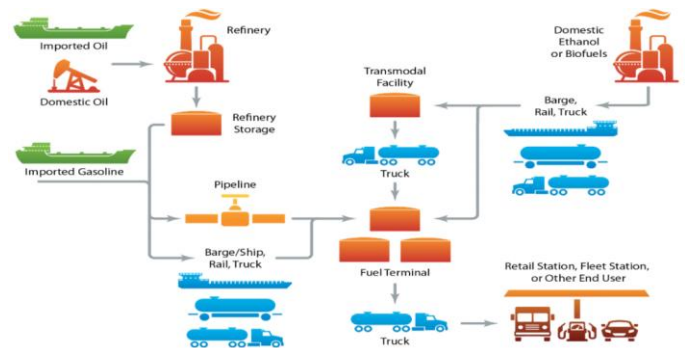 Imported Oil
Refinery
Domestic Oil
Refinery
Storage
Imported Gasoline
Pipeline
Barge/Ship,
Rail, Truck
Transmodal
Facility
Truck
Fuel Terminal
Truck
Domestic
Ethanol
or Biofuels
Barge,
Rail, Truck
Retail Station, Fleet Station,
or Other End User